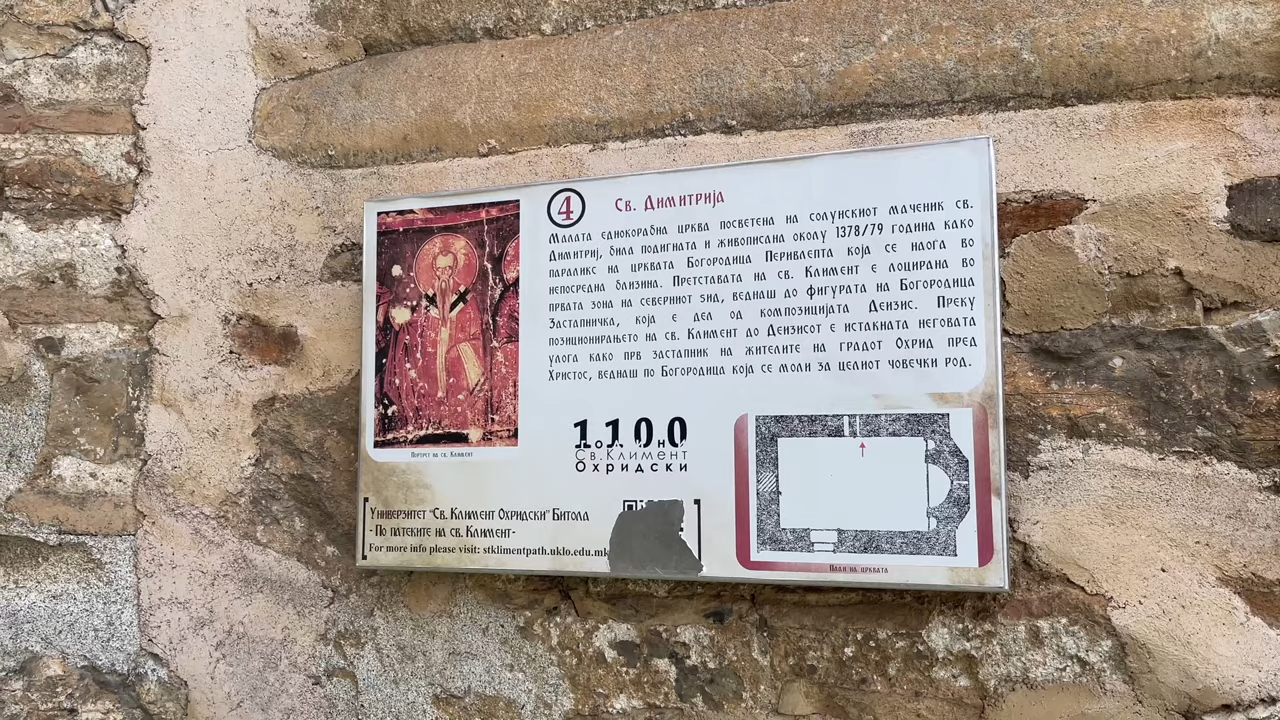 4 Св. Димитрија
Малата еднокорабна црква посветена на солунскиот маченик св.
Димитриј, била подигната и живописана околу 1378/79 година како
параклис на црквата Богородица Перивлепта која се наоѓа во
непосредна близина. Претставата на св. Климент е лоцирана во
првата зона на северниот ѕид, веднаш до фигурата на Богородица
Застапничка, која е дел од композицијата Деизис. Преку
позиционирањето на св. Климент до Деизисот е истакната неговата
улога како прв застапник на жителите на градот Охрид пред
Христос, веднаш по Богородица која се моли за целиот човечки род.
Портрет на св. Климент
1100
Години
Св.Климент
Охридски
Универзитет "Св. Климент Охридски" Битола
- По патеките на св. Климент-
For more info please visit: stklimentpath.uklo.edu.mk
План на црквата